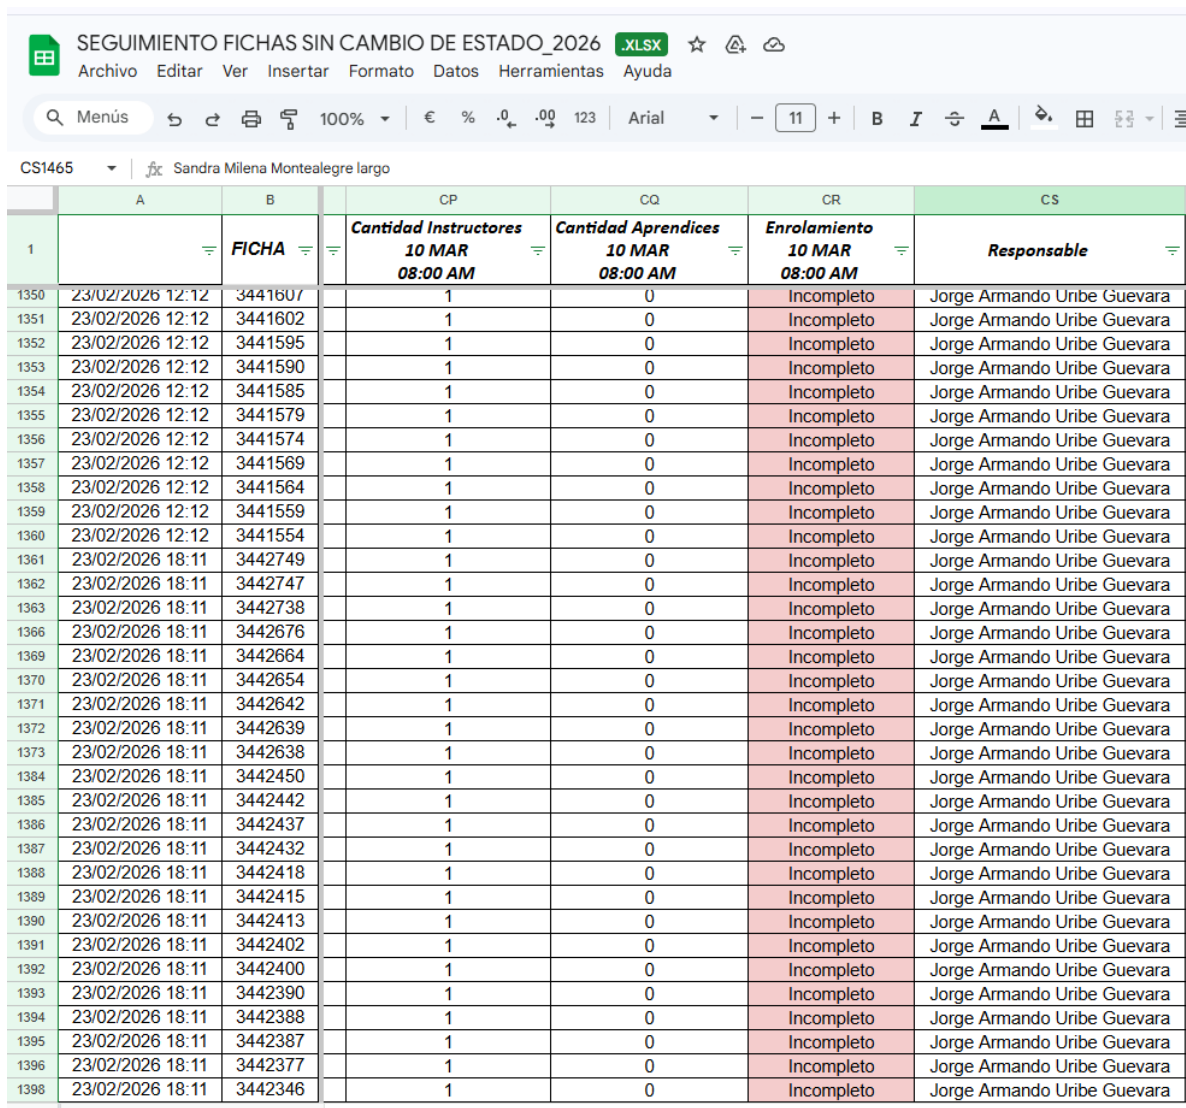 SEGUIMIENTO FICHAS SIN CAMBIO DE ESTADO_2026 .XLSX
Archivo Editar Ver Insertar Formato Datos Herramientas Ayuda
Menús 100% € % .0 .00 123 Arial 11 B I A
CS1465 fx Sandra Milena Montealegre largo
A B CP CQ CR CS
1 FICHA Cantidad Instructores 10 MAR 08:00 AM Cantidad Aprendices 10 MAR 08:00 AM Enrolamiento 10 MAR 08:00 AM Responsable
1350 23/02/2026 12:12 3441607 1 0 Incompleto Jorge Armando Uribe Guevara
1351 23/02/2026 12:12 3441602 1 0 Incompleto Jorge Armando Uribe Guevara
1352 23/02/2026 12:12 3441595 1 0 Incompleto Jorge Armando Uribe Guevara
1353 23/02/2026 12:12 3441590 1 0 Incompleto Jorge Armando Uribe Guevara
1354 23/02/2026 12:12 3441585 1 0 Incompleto Jorge Armando Uribe Guevara
1355 23/02/2026 12:12 3441579 1 0 Incompleto Jorge Armando Uribe Guevara
1356 23/02/2026 12:12 3441574 1 0 Incompleto Jorge Armando Uribe Guevara
1357 23/02/2026 12:12 3441569 1 0 Incompleto Jorge Armando Uribe Guevara
1358 23/02/2026 12:12 3441564 1 0 Incompleto Jorge Armando Uribe Guevara
1359 23/02/2026 12:12 3441559 1 0 Incompleto Jorge Armando Uribe Guevara
1360 23/02/2026 12:12 3441554 1 0 Incompleto Jorge Armando Uribe Guevara
1361 23/02/2026 18:11 3442749 1 0 Incompleto Jorge Armando Uribe Guevara
1362 23/02/2026 18:11 3442747 1 0 Incompleto Jorge Armando Uribe Guevara
1363 23/02/2026 18:11 3442738 1 0 Incompleto Jorge Armando Uribe Guevara
1366 23/02/2026 18:11 3442676 1 0 Incompleto Jorge Armando Uribe Guevara
1369 23/02/2026 18:11 3442664 1 0 Incompleto Jorge Armando Uribe Guevara
1370 23/02/2026 18:11 3442654 1 0 Incompleto Jorge Armando Uribe Guevara
1371 23/02/2026 18:11 3442642 1 0 Incompleto Jorge Armando Uribe Guevara
1372 23/02/2026 18:11 3442639 1 0 Incompleto Jorge Armando Uribe Guevara
1373 23/02/2026 18:11 3442638 1 0 Incompleto Jorge Armando Uribe Guevara
1384 23/02/2026 18:11 3442450 1 0 Incompleto Jorge Armando Uribe Guevara
1385 23/02/2026 18:11 3442442 1 0 Incompleto Jorge Armando Uribe Guevara
1386 23/02/2026 18:11 3442437 1 0 Incompleto Jorge Armando Uribe Guevara
1387 23/02/2026 18:11 3442432 1 0 Incompleto Jorge Armando Uribe Guevara
1388 23/02/2026 18:11 3442418 1 0 Incompleto Jorge Armando Uribe Guevara
1389 23/02/2026 18:11 3442415 1 0 Incompleto Jorge Armando Uribe Guevara
1390 23/02/2026 18:11 3442413 1 0 Incompleto Jorge Armando Uribe Guevara
1391 23/02/2026 18:11 3442402 1 0 Incompleto Jorge Armando Uribe Guevara
1392 23/02/2026 18:11 3442400 1 0 Incompleto Jorge Armando Uribe Guevara
1393 23/02/2026 18:11 3442390 1 0 Incompleto Jorge Armando Uribe Guevara
1394 23/02/2026 18:11 3442388 1 0 Incompleto Jorge Armando Uribe Guevara
1395 23/02/2026 18:11 3442387 1 0 Incompleto Jorge Armando Uribe Guevara
1396 23/02/2026 18:11 3442377 1 0 Incompleto Jorge Armando Uribe Guevara
1398 23/02/2026 18:11 3442346 1 0 Incompleto Jorge Armando Uribe Guevara